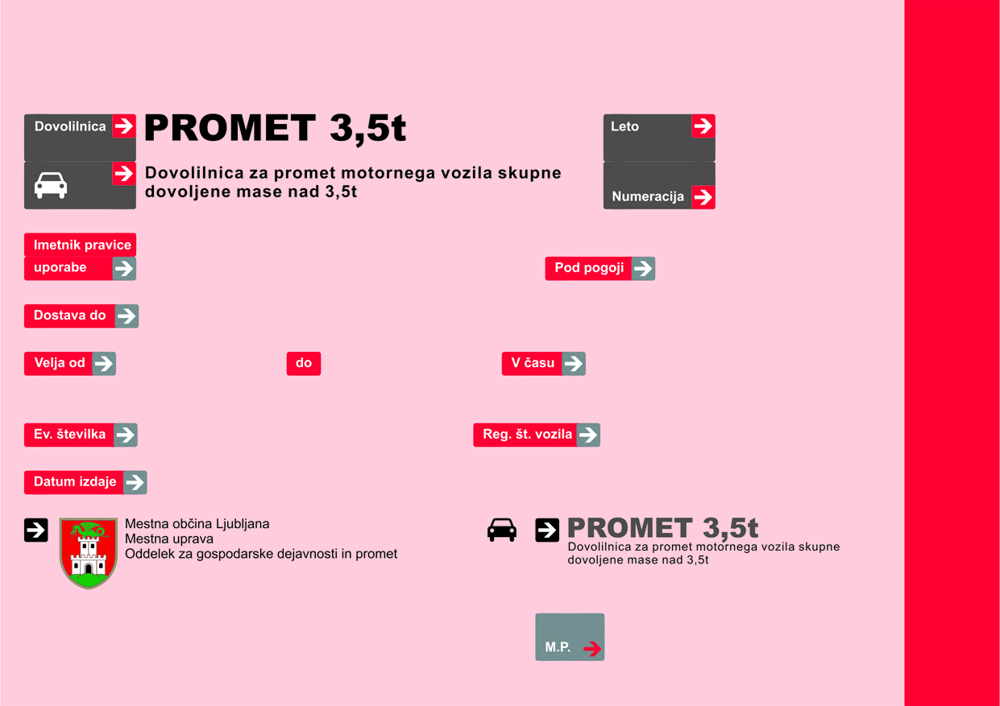 Dovolilnica
PROMET 3,5t
Leto
Dovolilnica za promet motornega vozila skupne
dovoljene mase nad 3,5t
Numeracija
Imetnik pravice
uporabe
Pod pogoji
Dostava do
Velja od
do
V času
Ev. številka
Reg. št. vozila
Datum izdaje
Mestna občina Ljubljana
Mestna uprava
Oddelek za gospodarske dejavnosti in promet
PROMET 3,5t
Dovolilnica za promet motornega vozila skupne
dovoljene mase nad 3,5t
M.P.